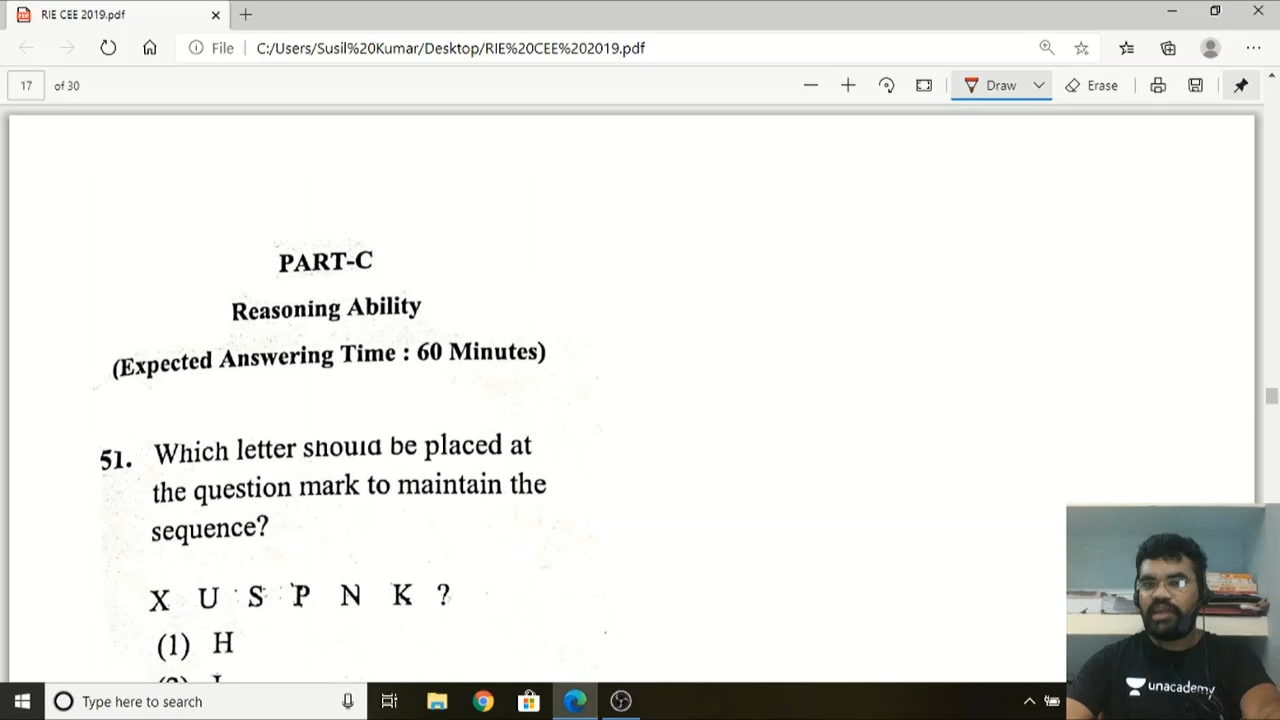 RIE CEE 2019.pdf
File C:/Users/Susil%20Kumar/Desktop/RIE%20CEE%202019.pdf
17 of 30 Draw Erase
PART-C
Reasoning Ability
(Expected Answering Time : 60 Minutes)
51. Which letter should be placed at
the question mark to maintain the
sequence?
X U S P N K ?
(1) H
unacademy
Type here to search